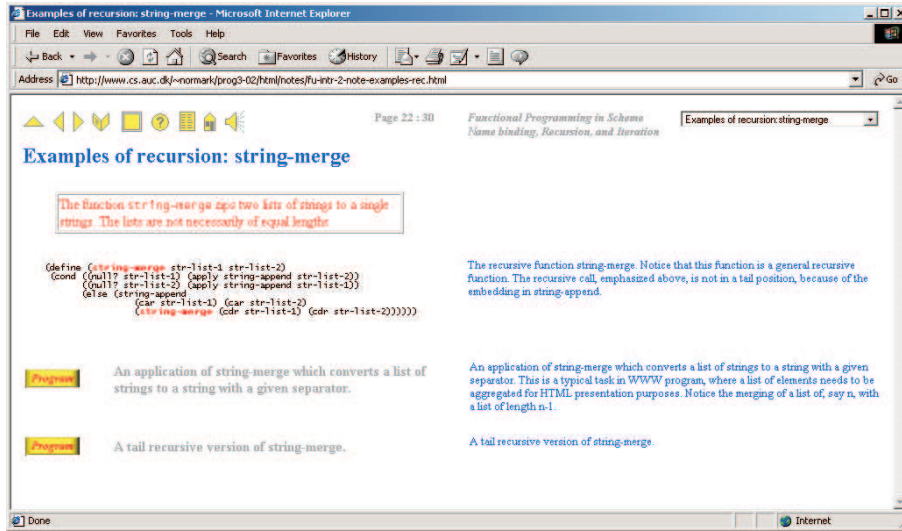 Examples of recursion: string-merge - Microsoft Internet Explorer
File Edit View Favorites Tools Help
Back Search Favorites History
Address http://www.cs.auc.dk/~normark/prog3-02/html/notes/fu-intr-2-note-examples-rec.html Go
Page 22 : 30
Functional Programming in Scheme
Name binding, Recursion, and Iteration
Examples of recursion:string-merge
Examples of recursion: string-merge
The function string-merge zips two lists of strings to a single
strings. The lists are not necessarily of equal lengths
(define (string-merge str-list-1 str-list-2)
(cond ((null? str-list-1) (apply string-append str-list-2))
((null? str-list-2) (apply string-append str-list-1))
(else (string-append
(car str-list-1) (car str-list-2)
(string-merge (cdr str-list-1) (cdr str-list-2))))))
The recursive function string-merge. Notice that this function is a general recursive
function. The recursive call, emphasized above, is not in a tail position, because of the
embedding in string-append.
Program
An application of string-merge which converts a list of
strings to a string with a given separator.
An application of string-merge which converts a list of strings to a string with a given
separator. This is a typical task in WWW program, where a list of elements needs to be
aggregated for HTML presentation purposes. Notice the merging of a list of, say n, with
a list of length n-1.
Program
A tail recursive version of string-merge.
A tail recursive version of string-merge.
Done
Internet